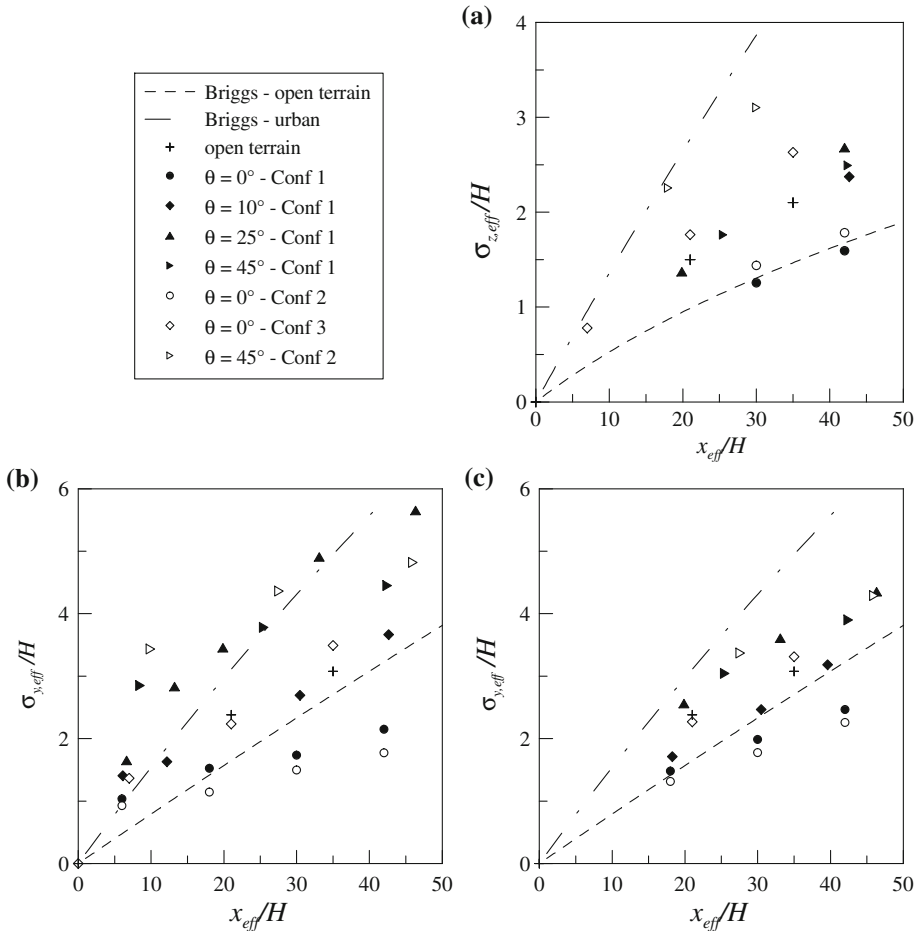 (a)
Briggs - open terrain
Briggs - urban
open terrain
θ = 0° - Conf 1
θ = 10° - Conf 1
θ = 25° - Conf 1
θ = 45° - Conf 1
θ = 0° - Conf 2
θ = 0° - Conf 3
θ = 45° - Conf 2
4
3
2
1
0
σz,eff/H
0 10 20 30 40 50
xeff/H
(b)
6
4
2
0
σy,eff/H
0 10 20 30 40 50
xeff/H
(c)
6
4
2
0
σy,eff/H
0 10 20 30 40 50
xeff/H